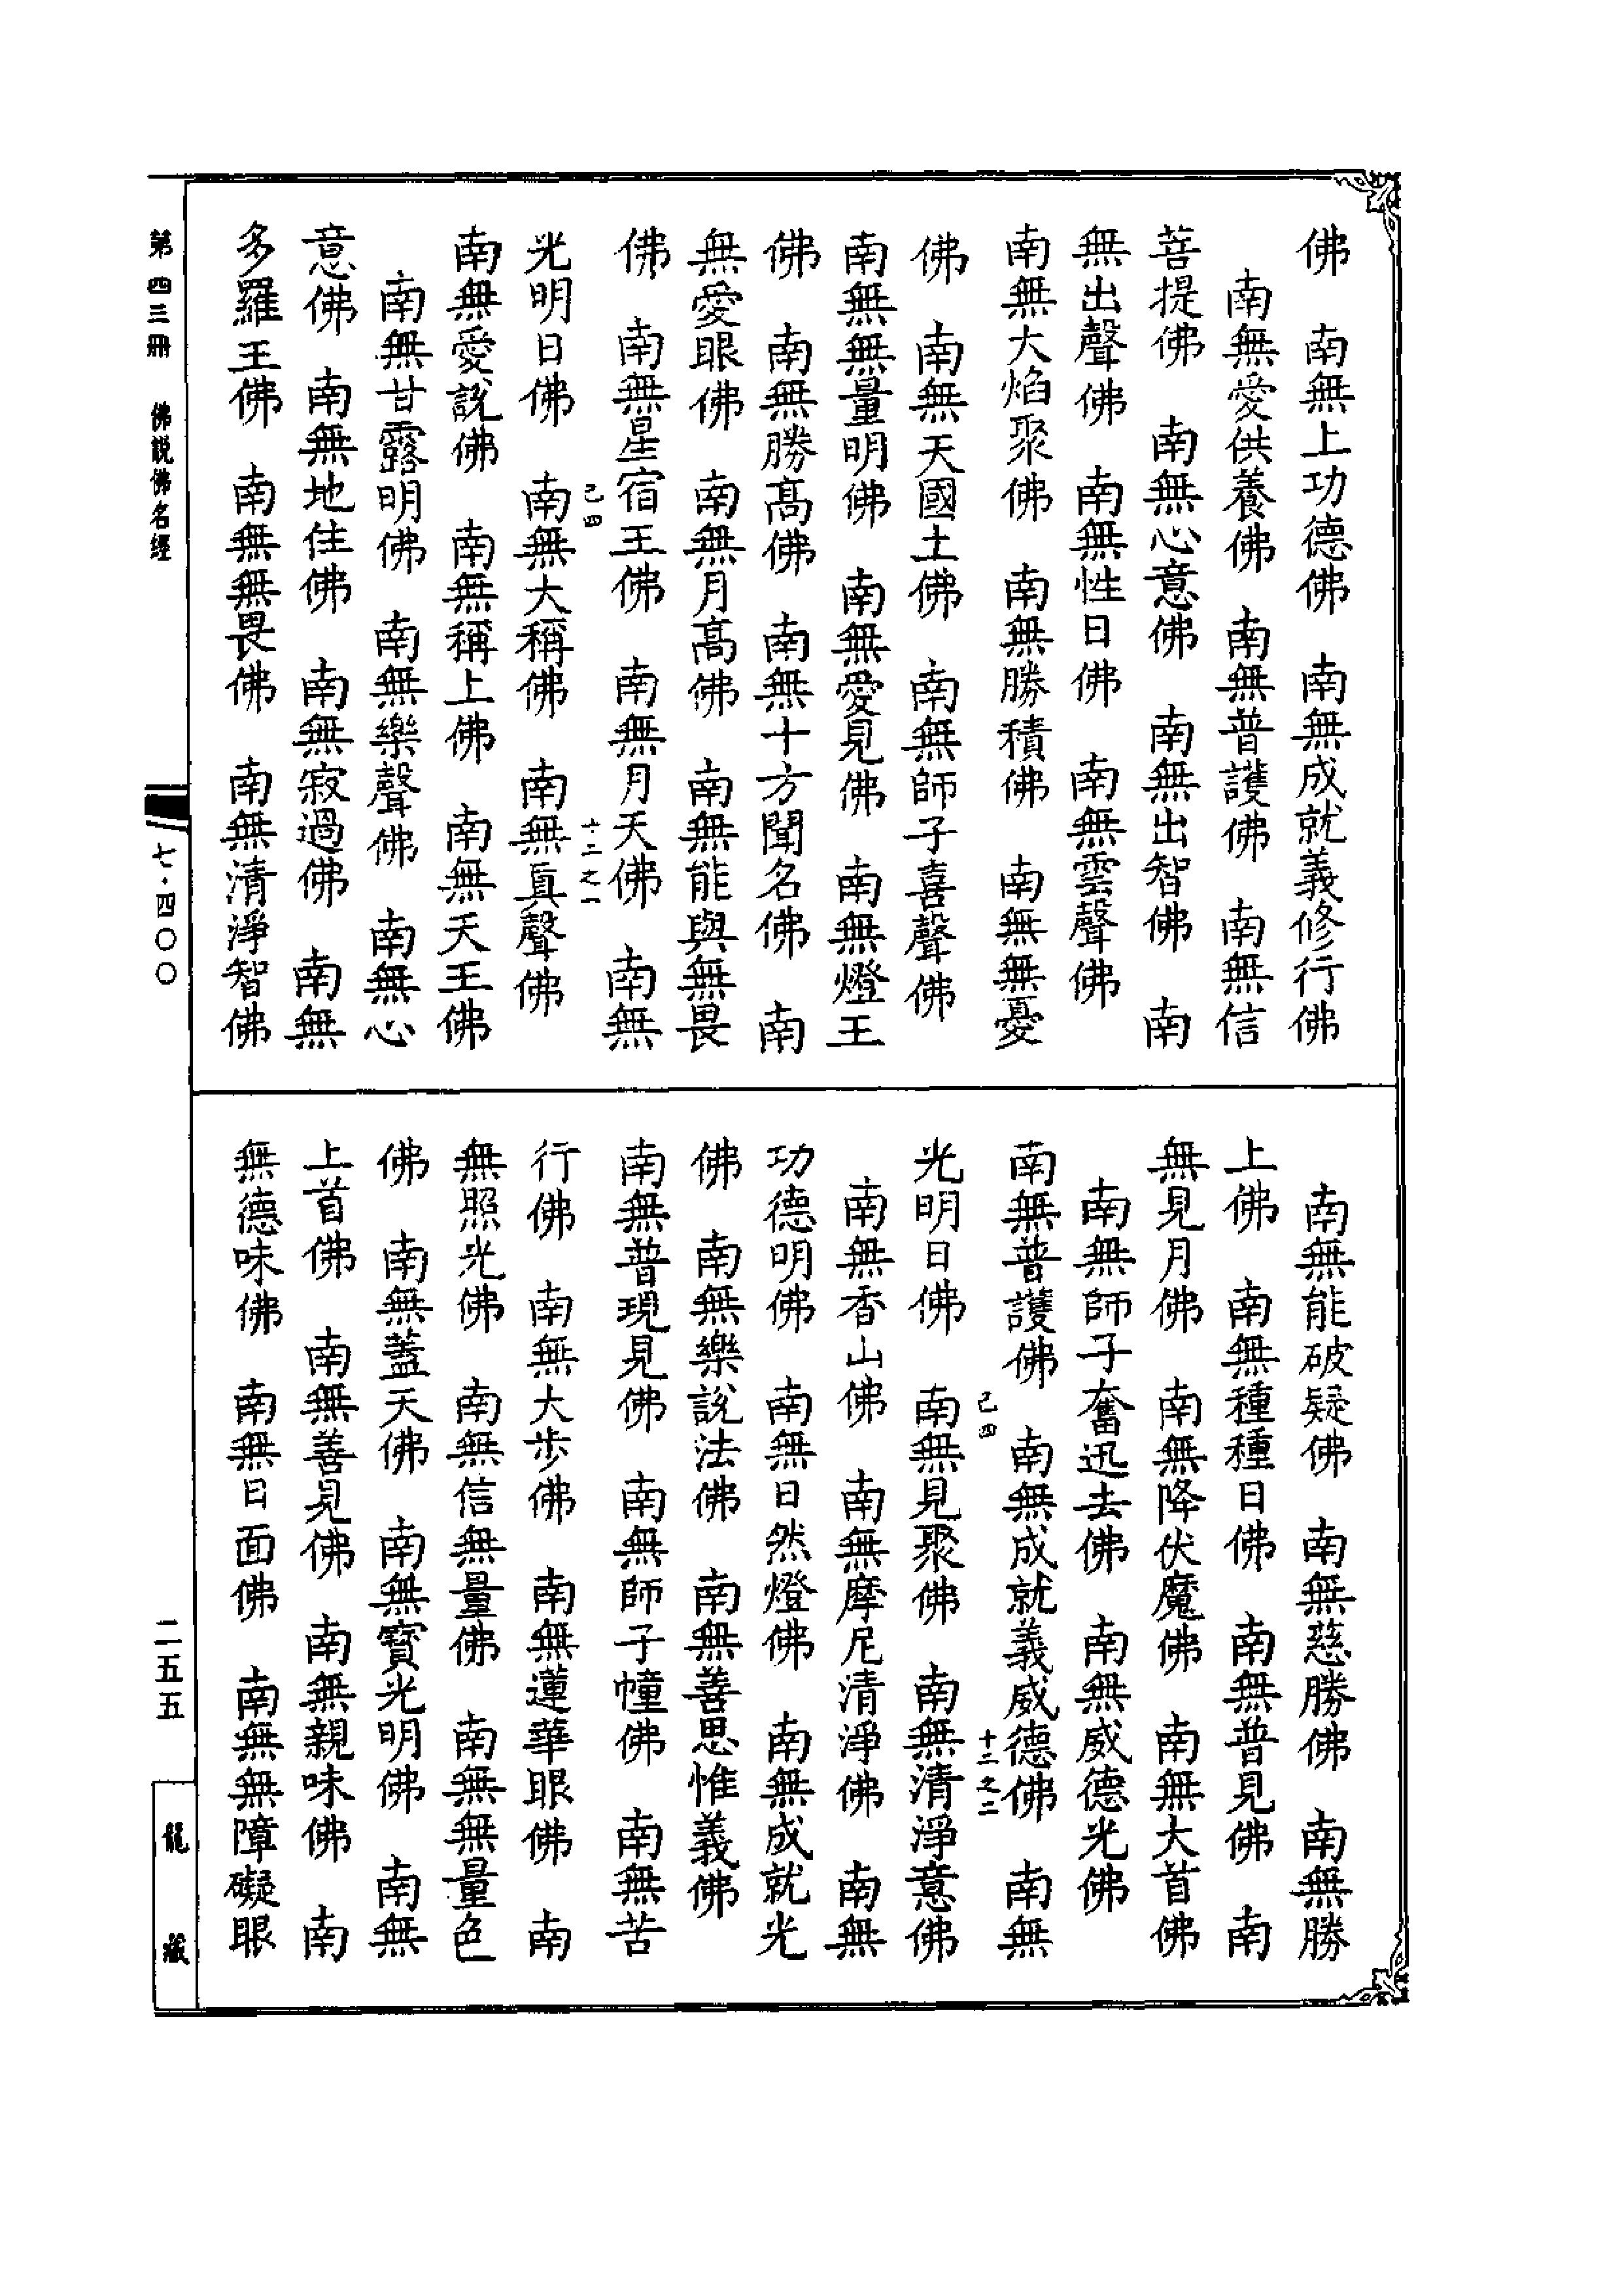 佛　南無上功德佛　南無成就義修行佛
南無愛供養佛　南無普護佛　南無信
菩提佛　南無心意佛　南無出智佛　南
無出聲佛　南無性日佛　南無雲聲佛
南無大焰聚佛　南無勝積佛　南無無憂
佛　南無天國土佛　南無師子喜聲佛
南無無量明佛　南無愛見佛　南無燈王
佛　南無勝髙佛　南無十方聞名佛　南
無愛眼佛　南無月髙佛　南無能與無畏
佛　南無星宿王佛　南無月天佛　南無
己四　十二之一
光明日佛　南無大稱佛　南無真聲佛
南無愛說佛　南無稱上佛　南無天王佛
南無甘露明佛　南無樂聲佛　南無心
意佛　南無地住佛　南無寂過佛　南無
多羅王佛　南無無畏佛　南無清淨智佛
南無能破疑佛　南無慈勝佛　南無勝
上佛　南無種種日佛　南無普見佛　南
無見月佛　南無降伏魔佛　南無大首佛
南無師子奮迅去佛　南無威德光佛
南無普護佛　南無成就義威德佛　南無
己四　十二之二
光明日佛　南無見聚佛　南無清淨意佛
南無香山佛　南無摩尼清淨佛　南無
功德明佛　南無日然燈佛　南無成就光
佛　南無樂說法佛　南無善思惟義佛
南無普現見佛　南無師子幢佛　南無苦
行佛　南無大步佛　南無蓮華眼佛　南
無照光佛　南無信無量佛　南無無量色
佛　南無蓋天佛　南無寶光明佛　南無
上首佛　南無善見佛　南無親味佛　南
無德味佛　南無日面佛　南無無障礙眼
第四三冊　佛説佛名經
七·四〇〇
二五五
龍藏